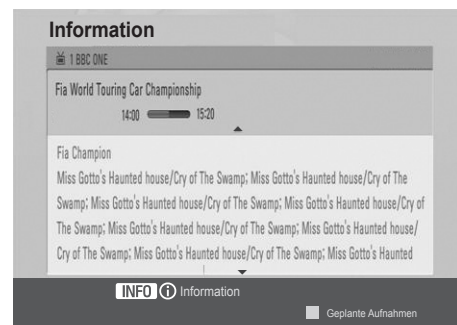 Information
1 BBC ONE
Fia World Touring Car Championship
14:00 15:20
Fia Champion
Miss Gotto's Haunted house/Cry of The Swamp; Miss Gotto's Haunted house/Cry of The
Swamp; Miss Gotto's Haunted house/Cry of The Swamp; Miss Gotto's Haunted house/Cry of
The Swamp; Miss Gotto's Haunted house/Cry of The Swamp; Miss Gotto's Haunted house/
Cry of The Swamp; Miss Gotto's Haunted house/Cry of The Swamp; Miss Gotto's Haunted
INFO i Information
Geplante Aufnahmen